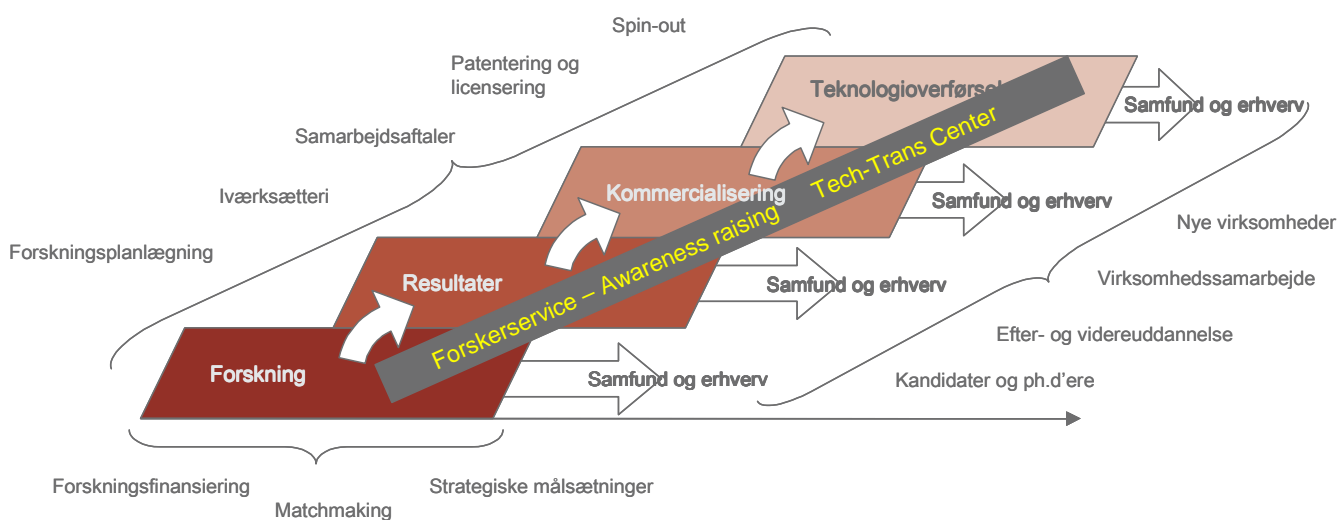 Spin-out
Patentering og
licensering
Teknologioverførsel
Samfund og erhverv
Samarbejdsaftaler
Kommercialisering
Samfund og erhverv
Iværksætteri
Nye virksomheder
Forskningsplanlægning
Resultater
Samfund og erhverv
Virksomhedssamarbejde
Forskerservice – Awareness raising Tech-Trans Center
Efter- og videreuddannelse
Forskning
Samfund og erhverv
Kandidater og ph.d’ere
Forskningsfinansiering
Strategiske målsætninger
Matchmaking